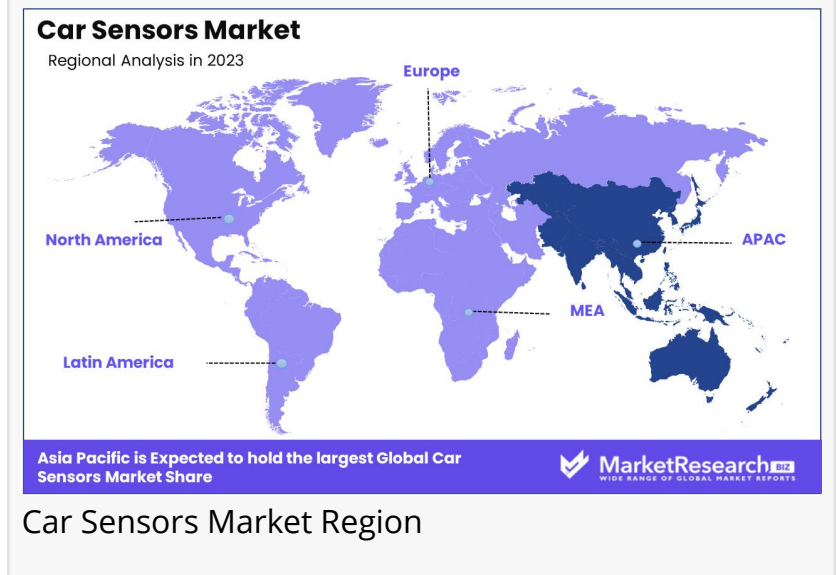 Car Sensors Market
Regional Analysis in 2023
Europe
North America
APAC
MEA
Latin America
Asia Pacific is Expected to hold the largest Global Car
Sensors Market Share
MarketResearch BIZ
WIDE RANGE OF GLOBAL MARKET REPORTS
Car Sensors Market Region